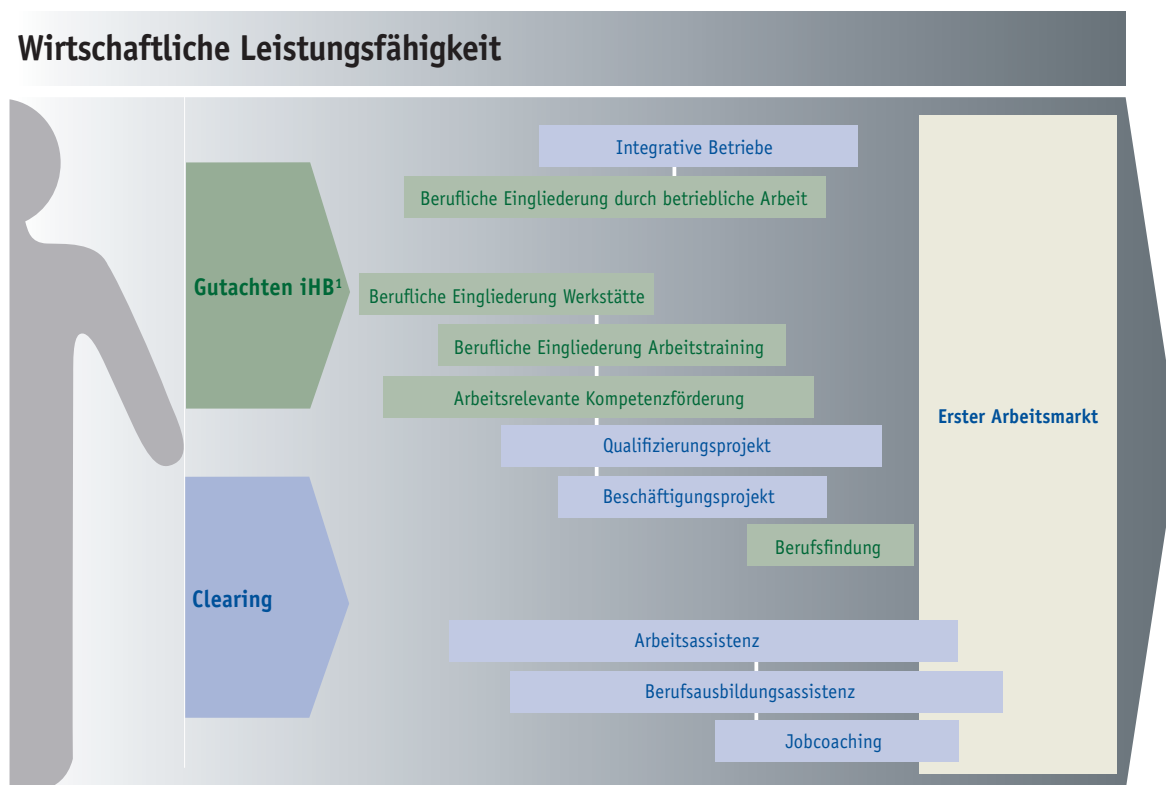 Wirtschaftliche Leistungsfähigkeit
Integrative Betriebe
Berufliche Eingliederung durch betriebliche Arbeit
Gutachten iHB¹
Berufliche Eingliederung Werkstätte
Berufliche Eingliederung Arbeitstraining
Arbeitsrelevante Kompetenzförderung
Erster Arbeitsmarkt
Qualifizierungsprojekt
Beschäftigungsprojekt
Berufsfindung
Clearing
Arbeitsassistenz
Berufsausbildungsassistenz
Jobcoaching